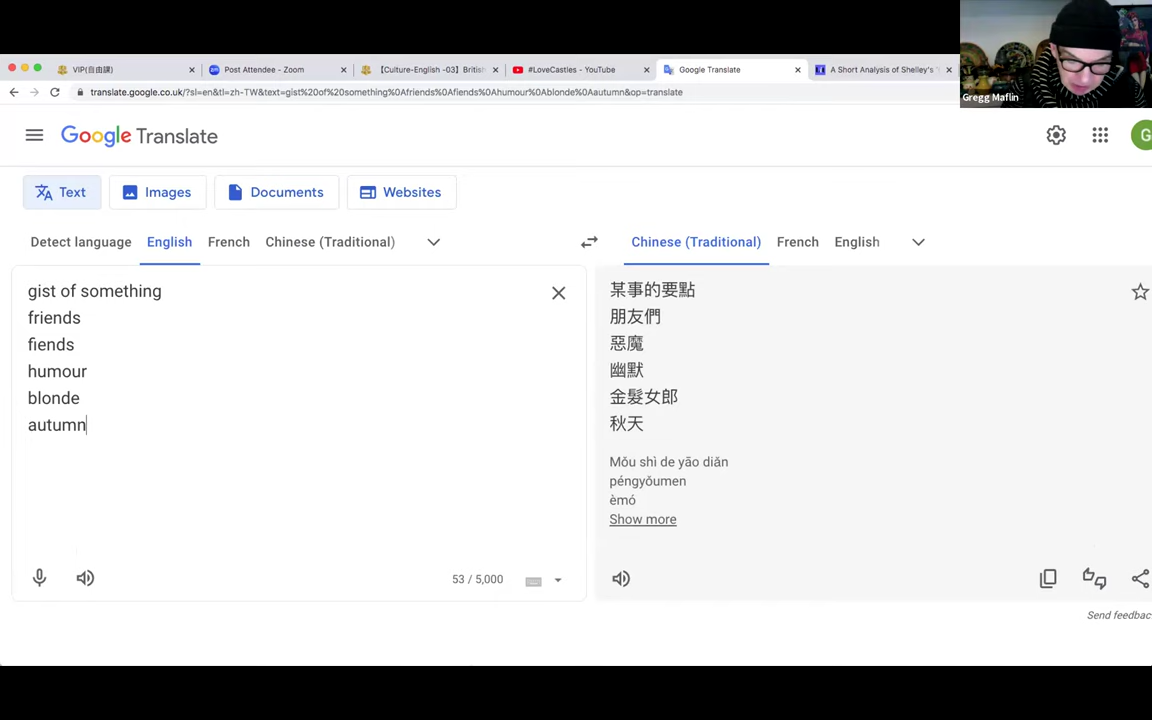 VIP(自由課)
Post Attendee - Zoom
【Culture-English -03】British
#LoveCastles - YouTube
Google Translate
A Short Analysis of Shelley's
translate.google.co.uk/?sl=en&tl=zh-TW&text=gist%20of%20something%0Afriends%0Afiends%0Ahumour%0Ablonde%0Aautumn&op=translate
Gregg Maflin
Google Translate
G
Text
Images
Documents
Websites
Detect language
English
French
Chinese (Traditional)
Chinese (Traditional)
French
English
gist of something
friends
fiends
humour
blonde
autumn
53 / 5,000
某事的要點
朋友們
惡魔
幽默
金髮女郎
秋天
Mǒu shì de yāo diǎn
péngyǒumen
èmó
Show more
Send feedbac